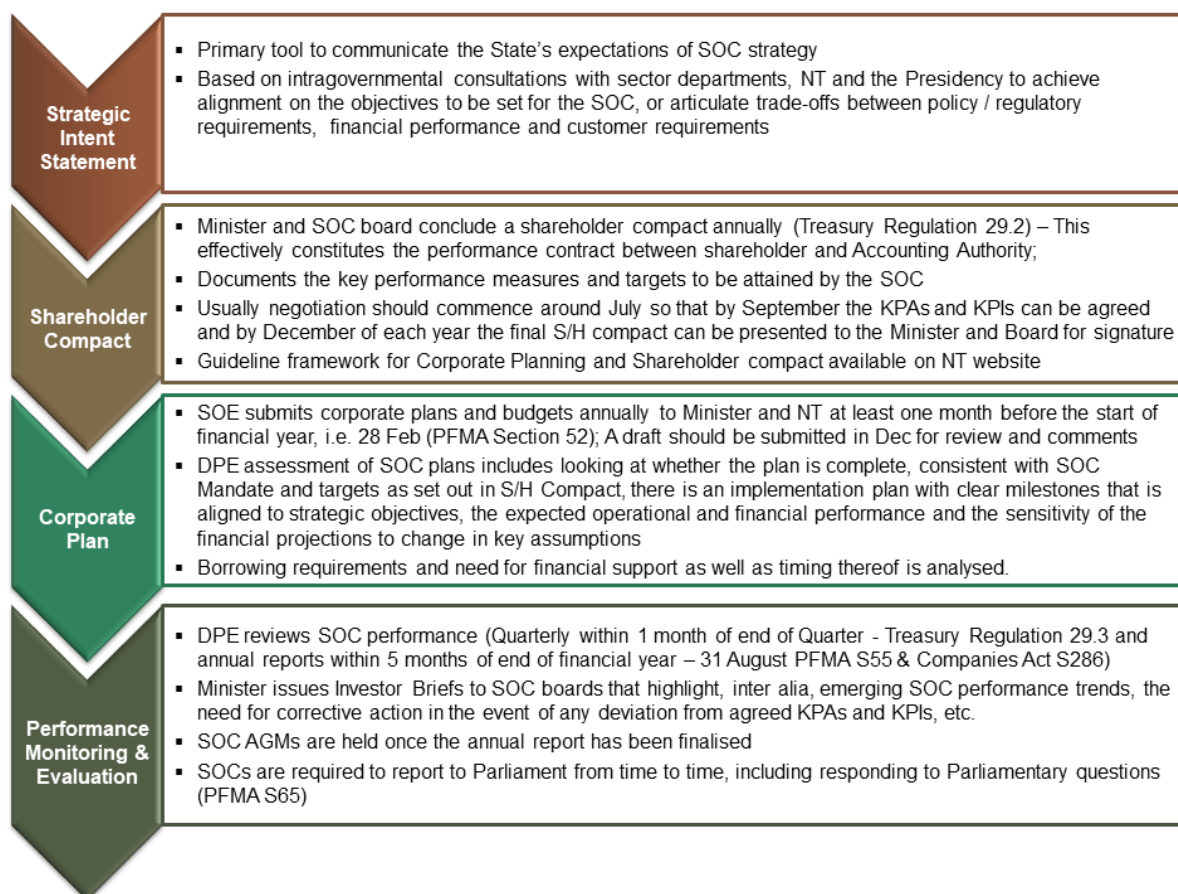 Strategic
Intent
Statement
▪ Primary tool to communicate the State's expectations of SOC strategy
▪ Based on intragovernmental consultations with sector departments, NT and the Presidency to achieve
alignment on the objectives to be set for the SOC, or articulate trade-offs between policy / regulatory
requirements, financial performance and customer requirements
Shareholder
Compact
▪ Minister and SOC board conclude a shareholder compact annually (Treasury Regulation 29.2) – This
effectively constitutes the performance contract between shareholder and Accounting Authority;
▪ Documents the key performance measures and targets to be attained by the SOC
▪ Usually negotiation should commence around July so that by September the KPAs and KPIs can be agreed
and by December of each year the final S/H compact can be presented to the Minister and Board for signature
▪ Guideline framework for Corporate Planning and Shareholder compact available on NT website
Corporate
Plan
▪ SOE submits corporate plans and budgets annually to Minister and NT at least one month before the start of
financial year, i.e. 28 Feb (PFMA Section 52); A draft should be submitted in Dec for review and comments
▪ DPE assessment of SOC plans includes looking at whether the plan is complete, consistent with SOC
Mandate and targets as set out in S/H Compact, there is an implementation plan with clear milestones that is
aligned to strategic objectives, the expected operational and financial performance and the sensitivity of the
financial projections to change in key assumptions
▪ Borrowing requirements and need for financial support as well as timing thereof is analysed.
Performance
Monitoring &
Evaluation
▪ DPE reviews SOC performance (Quarterly within 1 month of end of Quarter - Treasury Regulation 29.3 and
annual reports within 5 months of end of financial year – 31 August PFMA S55 & Companies Act S286)
▪ Minister issues Investor Briefs to SOC boards that highlight, inter alia, emerging SOC performance trends, the
need for corrective action in the event of any deviation from agreed KPAs and KPIs, etc.
▪ SOC AGMs are held once the annual report has been finalised
▪ SOCs are required to report to Parliament from time to time, including responding to Parliamentary questions
(PFMA S65)